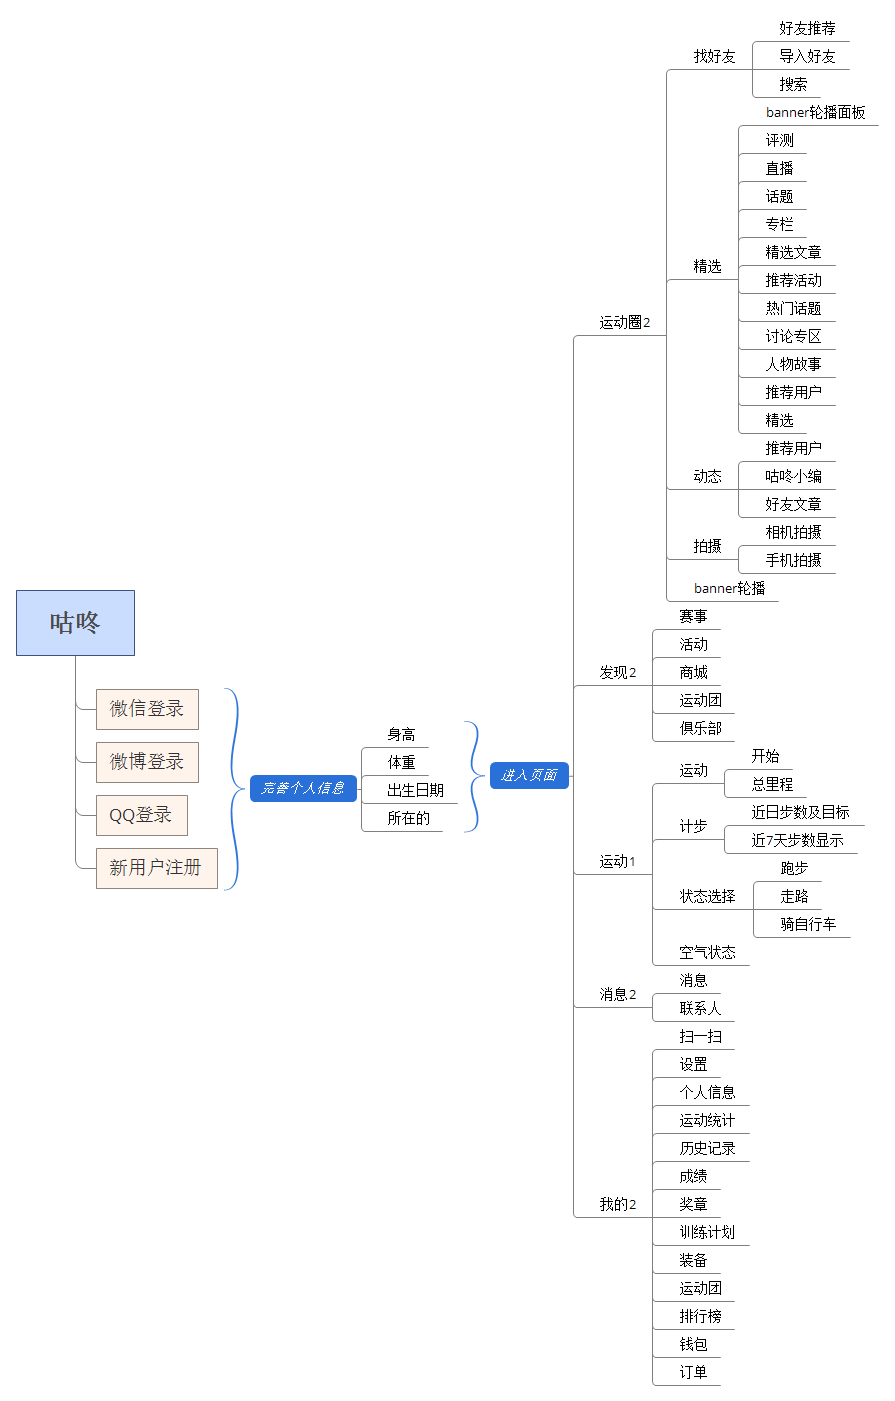 咕咚
微信登录
微博登录
QQ登录
新用户注册
完善个人信息
身高
体重
出生日期
所在的
进入页面
运动圈2
找好友
好友推荐
导入好友
搜索
精选
banner轮播面板
评测
直播
话题
专栏
精选文章
推荐活动
热门话题
讨论专区
人物故事
推荐用户
精选
动态
推荐用户
咕咚小编
好友文章
拍摄
相机拍摄
手机拍摄
banner轮播
发现2
赛事
活动
商城
运动团
俱乐部
运动1
运动
开始
总里程
计步
近日步数及目标
近7天步数显示
状态选择
跑步
走路
骑自行车
空气状态
消息2
消息
联系人
我的2
扫一扫
设置
个人信息
运动统计
历史记录
成绩
奖章
训练计划
装备
运动团
排行榜
钱包
订单